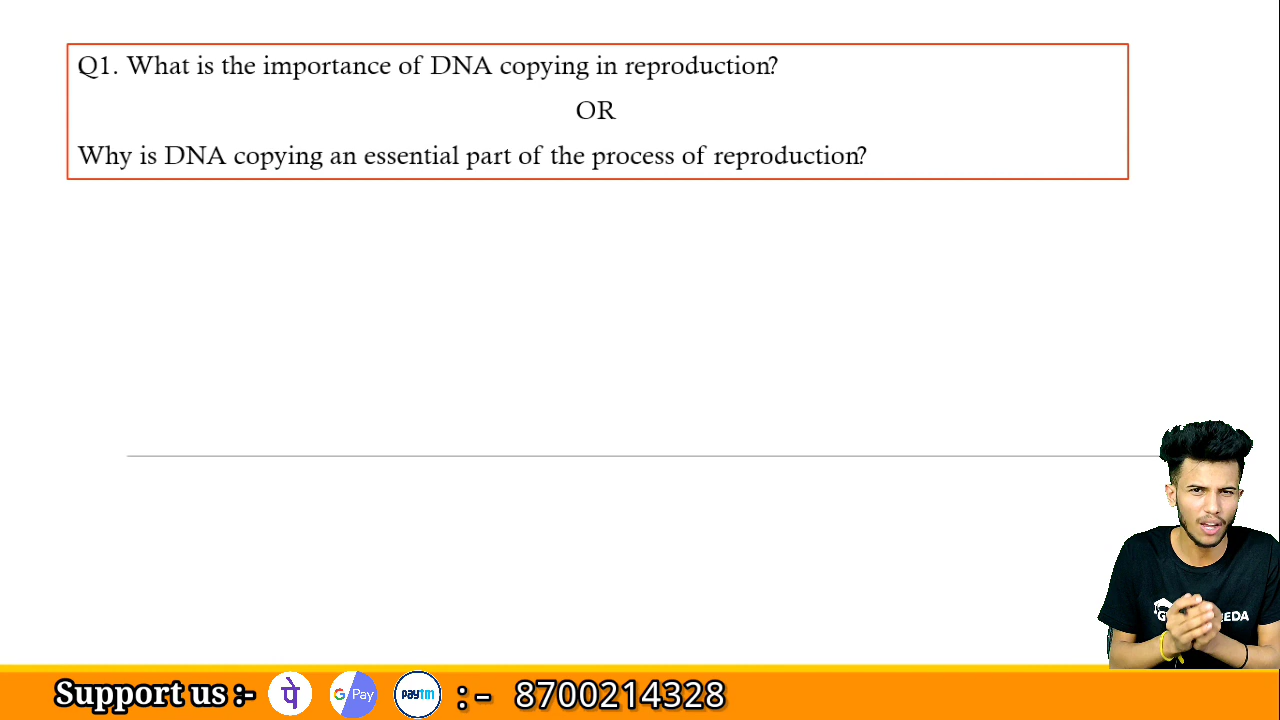 Q1. What is the importance of DNA copying in reproduction?
OR
Why is DNA copying an essential part of the process of reproduction?
Support us :- पे G Pay paytm : - 8700214328